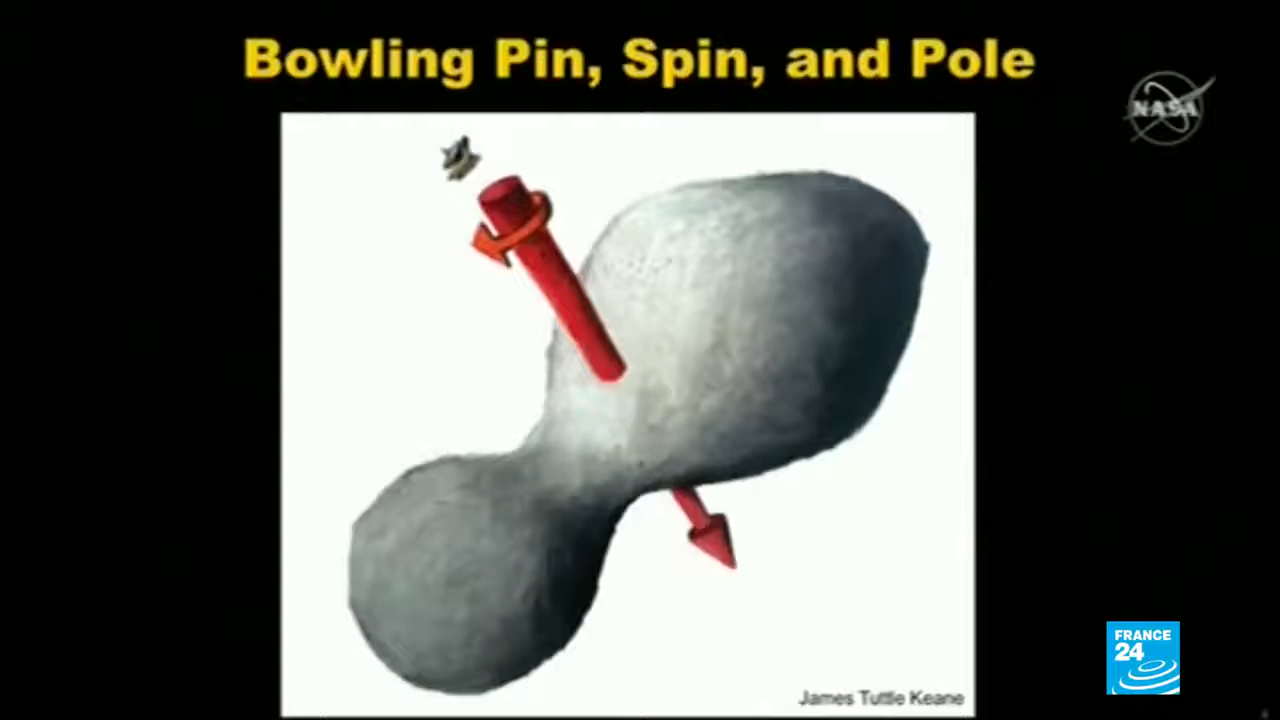 Bowling Pin, Spin, and Pole
NASA
James Tuttle Keane
FRANCE
24